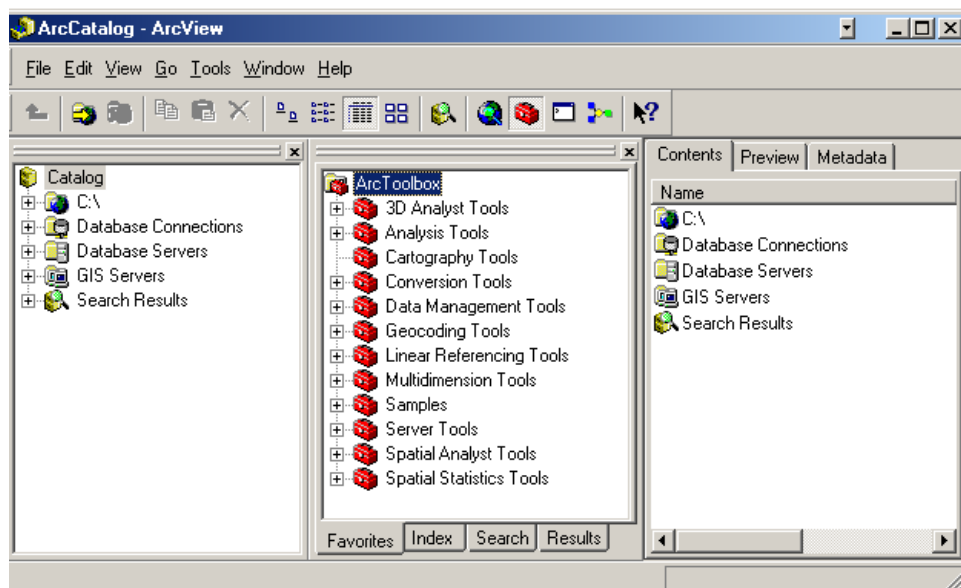 ArcCatalog - ArcView
File Edit View Go Tools Window Help
Catalog
C:\
Database Connections
Database Servers
GIS Servers
Search Results
ArcToolbox
3D Analyst Tools
Analysis Tools
Cartography Tools
Conversion Tools
Data Management Tools
Geocoding Tools
Linear Referencing Tools
Multidimension Tools
Samples
Server Tools
Spatial Analyst Tools
Spatial Statistics Tools
Favorites Index Search Results
Contents Preview Metadata
Name
C:\
Database Connections
Database Servers
GIS Servers
Search Results